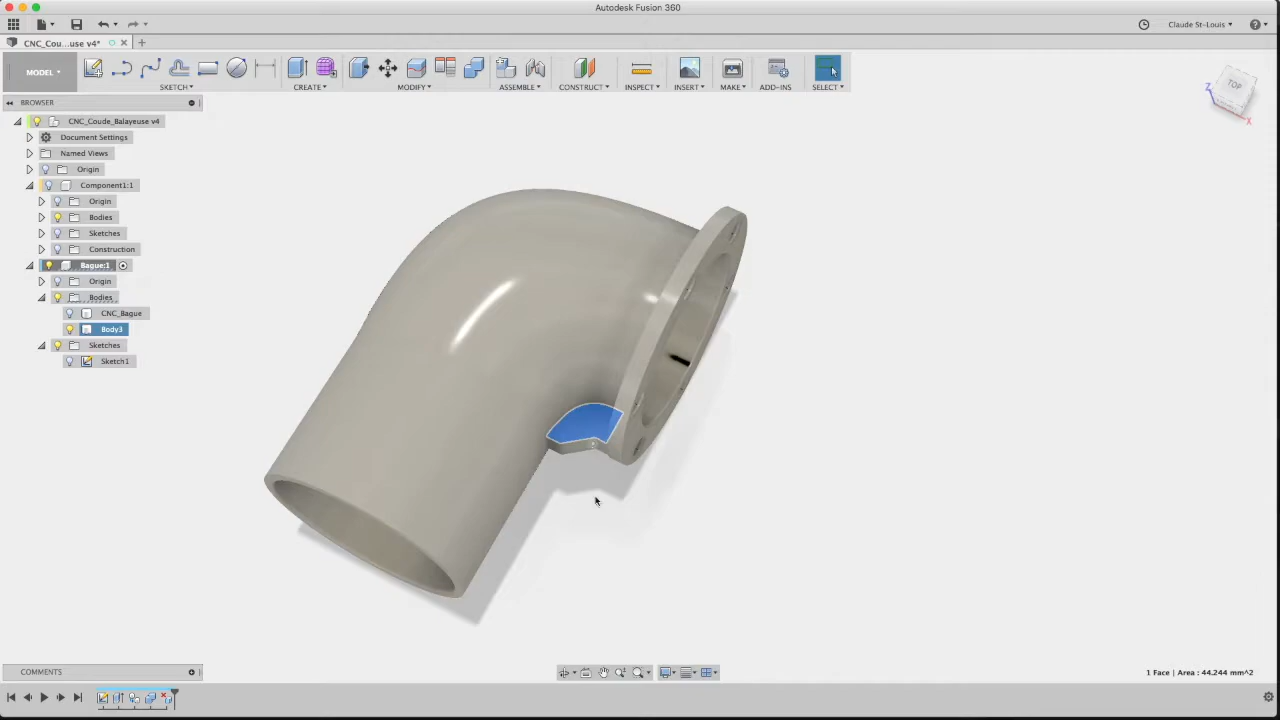 Autodesk Fusion 360
Claude St-Louis
CNC_Cou...use v4*
MODEL
SKETCH
CREATE
MODIFY
ASSEMBLE
CONSTRUCT
INSPECT
INSERT
MAKE
ADD-INS
SELECT
TOP
Z
X
BROWSER
CNC_Coude_Balayeuse v4
Document Settings
Named Views
Origin
Component1:1
Origin
Bodies
Sketches
Construction
Bague:1
Origin
Bodies
CNC_Bague
Body3
Sketches
Sketch1
COMMENTS
1 Face | Area : 44.244 mm^2